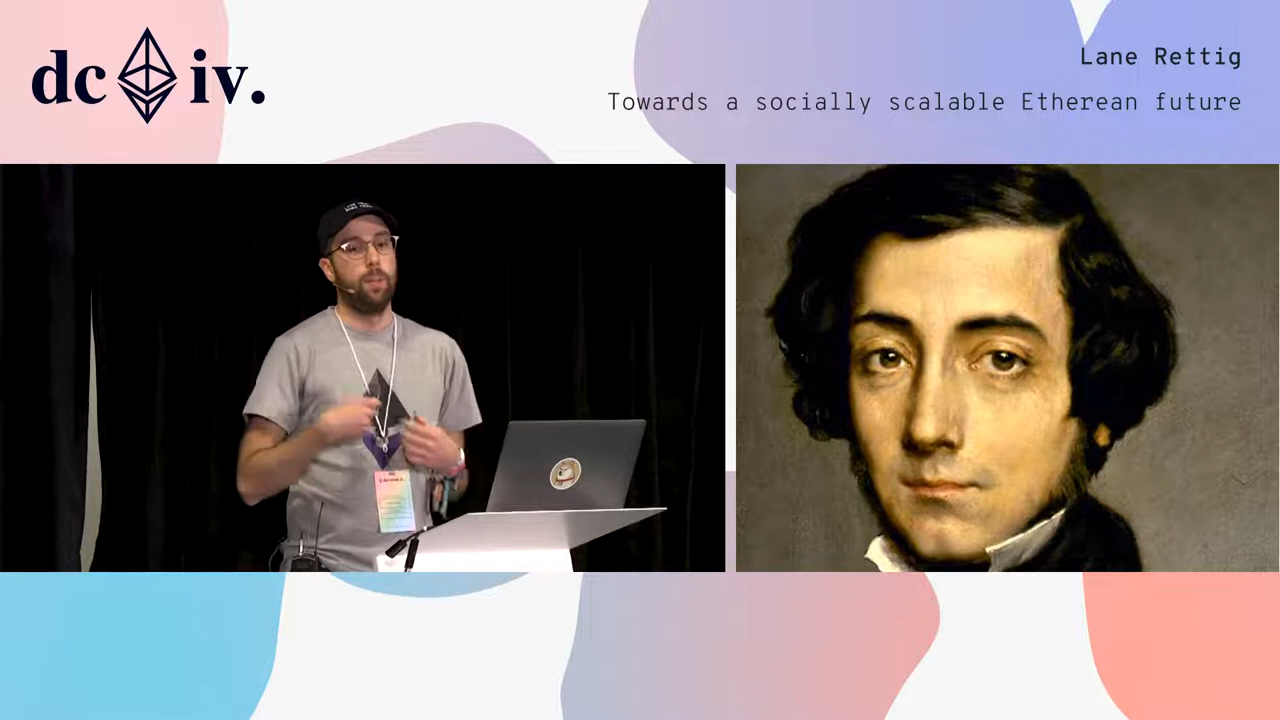 dc iv.
Lane Rettig
Towards a socially scalable Etherean future